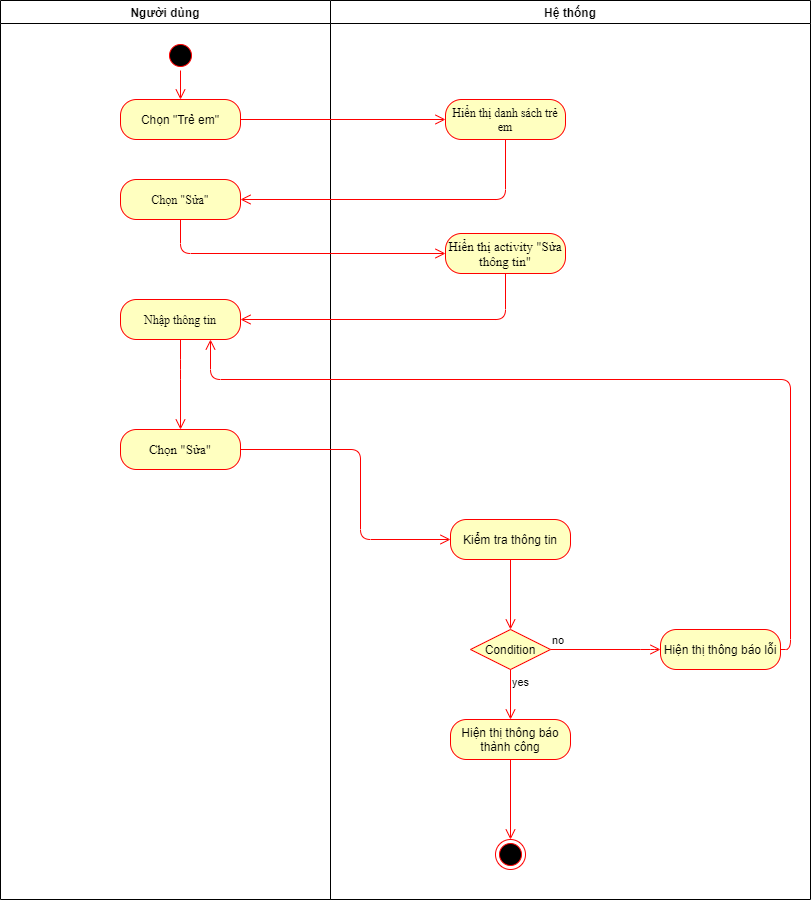 Người dùng
Hệ thống
Chọn "Trẻ em"
Hiển thị danh sách trẻ
em
Chọn "Sửa"
Hiển thị activity "Sửa
thông tin"
Nhập thông tin
Chọn "Sửa"
Kiểm tra thông tin
Condition
no
Hiện thị thông báo lỗi
yes
Hiện thị thông báo
thành công